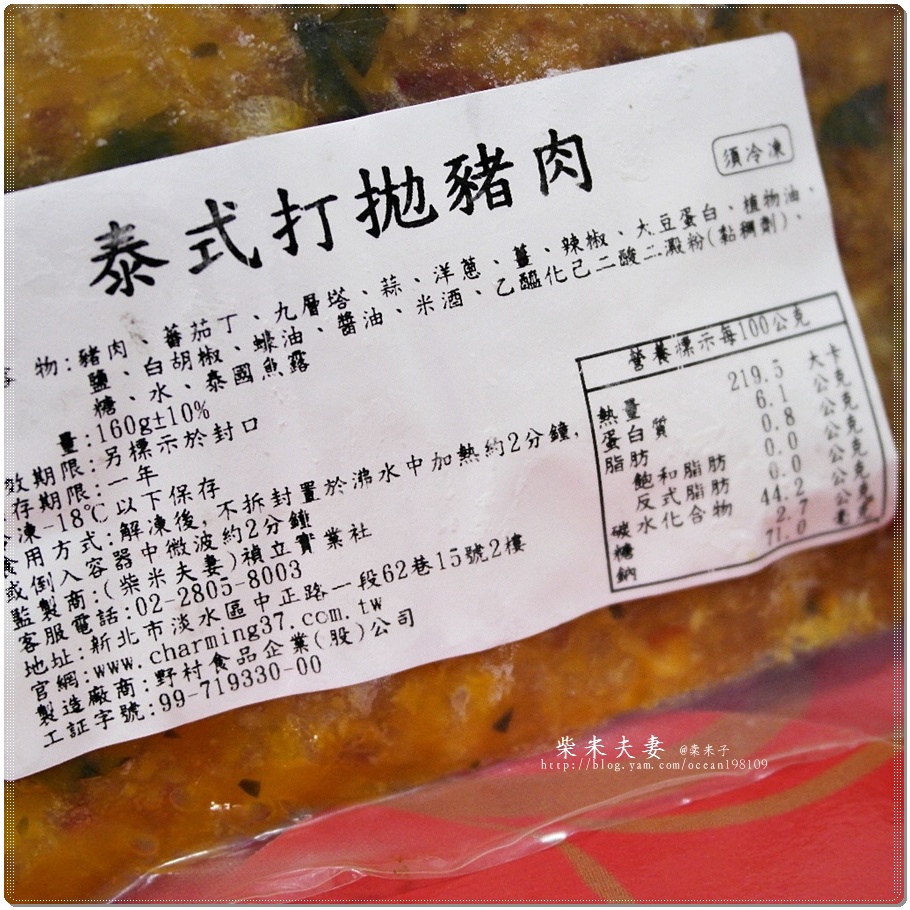 泰式打拋豬肉
須冷凍
物:豬肉、蕃茄丁、九層塔、蒜、洋蔥、薑、辣椒、大豆蛋白、植物油、
鹽、白胡椒、蠔油、醬油、米酒、乙醯化己二酸二澱粉(黏稠劑)、
糖、水、泰國魚露
量:160g±10%
效期限:另標示於封口
存期限:一年
凍-18℃以下保存
食用方式:解凍後,不拆封置於沸水中加熱約2分鐘,
或倒入容器中微波約2分鐘
監製商:(柴米夫妻)禎立實業社
客服電話:02-2805-8003
地址:新北市淡水區中正路一段62巷15號2樓
官網:www.charming37.com.tw
製造廠商:野村食品企業(股)公司
工証字號:99-719330-00
營養標示每100公克
熱量 219.5 大卡
蛋白質 6.1 公克
脂肪 0.8 公克
飽和脂肪 0.0 公克
反式脂肪 0.0 公克
碳水化合物 44.2 公克
糖 2.7 公克
鈉 71.0 毫克
柴米夫妻 @柴米子
http://blog.yam.com/ocean198109